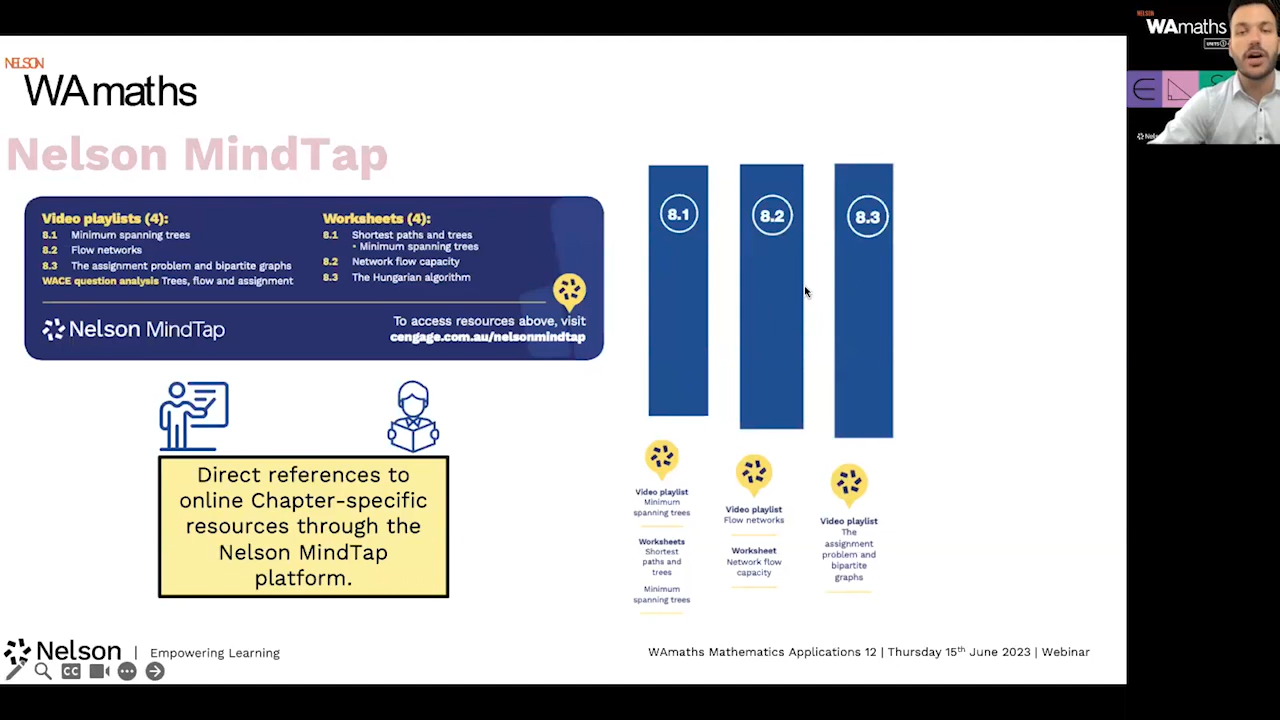 NELSON
WAmaths
Nelson MindTap
Video playlists (4):
8.1 Minimum spanning trees
8.2 Flow networks
8.3 The assignment problem and bipartite graphs
WACE question analysis Trees, flow and assignment
Worksheets (4):
8.1 Shortest paths and trees
• Minimum spanning trees
8.2 Network flow capacity
8.3 The Hungarian algorithm
Nelson MindTap
To access resources above, visit
cengage.com.au/nelsonmindtap
Direct references to
online Chapter-specific
resources through the
Nelson MindTap
platform.
8.1
Video playlist
Minimum
spanning trees
Worksheets
Shortest
paths and
trees
Minimum
spanning trees
8.2
Video playlist
Flow networks
Worksheet
Network flow
capacity
8.3
Video playlist
The
assignment
problem and
bipartite
graphs
Nelson | Empowering Learning
CC
WAmaths Mathematics Applications 12 | Thursday 15th June 2023 | Webinar
NELSON
WAmaths
UNITS